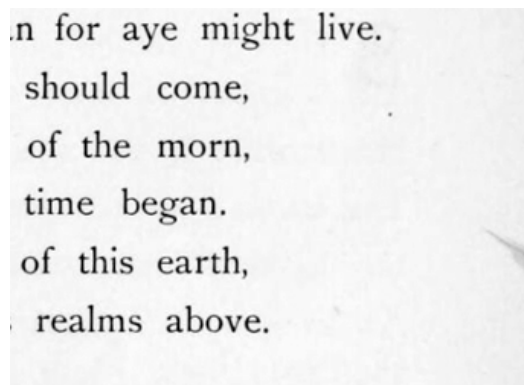 for aye might live.
should come,
of the morn,
time began.
of this earth,
realms above.